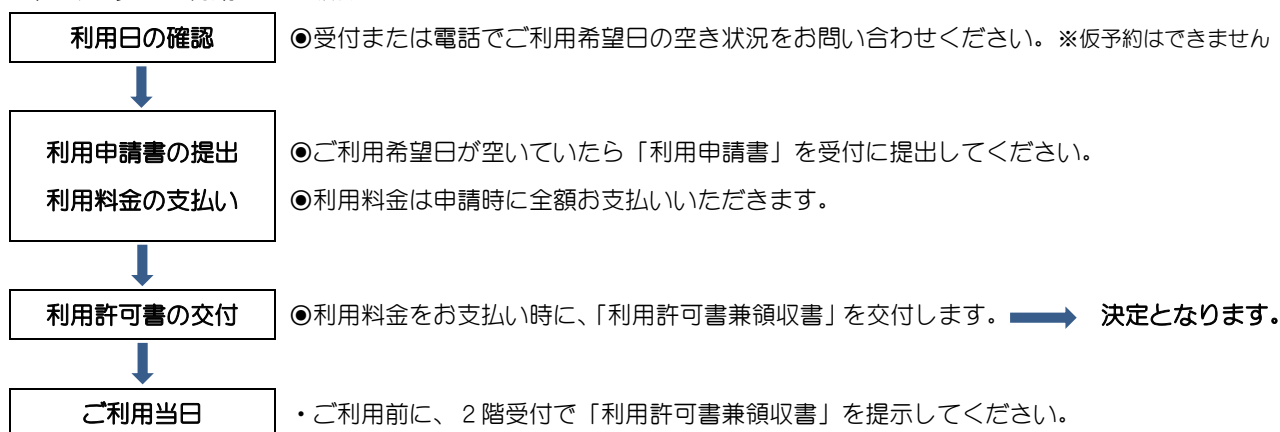 利用日の確認 ◉受付または電話でご利用希望日の空き状況をお問い合わせください。※仮予約はできません
利用申請書の提出 ◉ご利用希望日が空いていたら「利用申請書」を受付に提出してください。
利用料金の支払い ◉利用料金は申請時に全額お支払いいただきます。
利用許可書の交付 ◉利用料金をお支払い時に、「利用許可書兼領収書」を交付します。 決定となります。
ご利用当日 ・ご利用前に、２階受付で「利用許可書兼領収書」を提示してください。